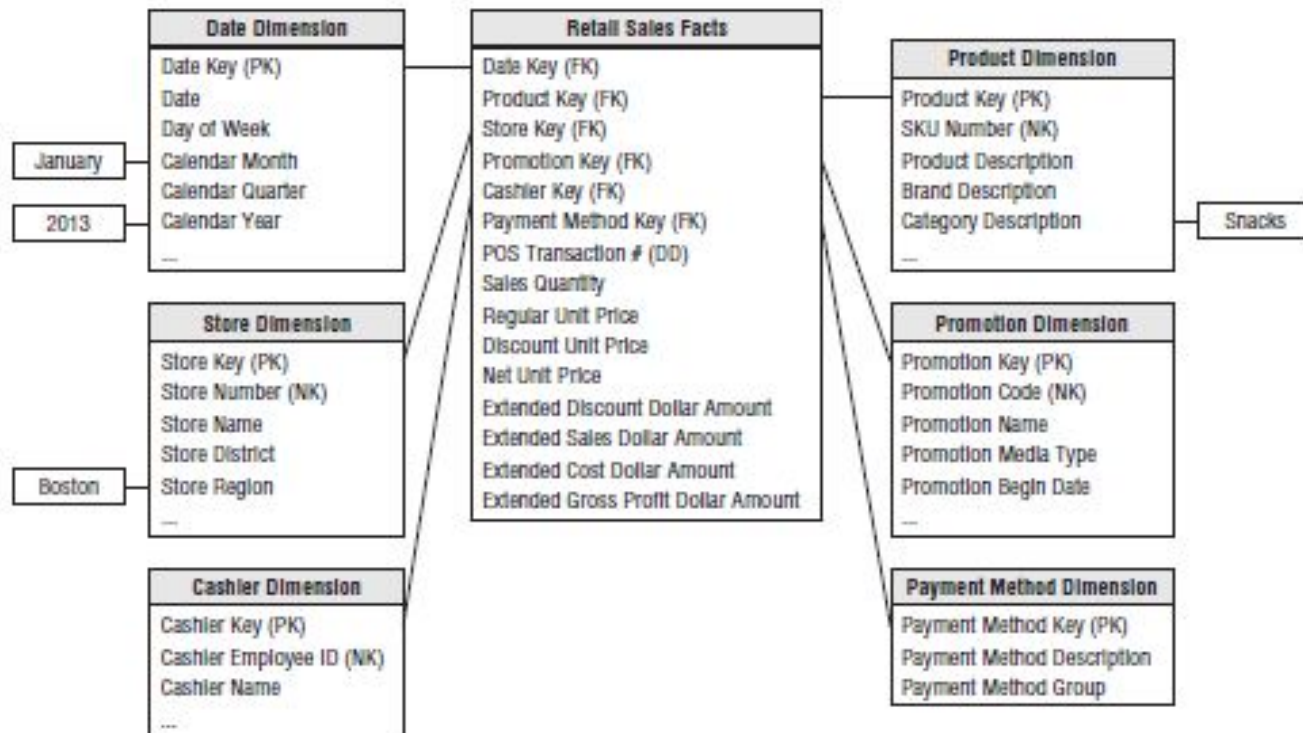 Date Dimension
Date Key (PK)
Date
Day of Week
Calendar Month
Calendar Quarter
Calendar Year
...
January
2013
Store Dimension
Store Key (PK)
Store Number (NK)
Store Name
Store District
Store Region
...
Boston
Cashier Dimension
Cashier Key (PK)
Cashier Employee ID (NK)
Cashier Name
...
Retail Sales Facts
Date Key (FK)
Product Key (FK)
Store Key (FK)
Promotion Key (FK)
Cashier Key (FK)
Payment Method Key (FK)
POS Transaction # (DD)
Sales Quantity
Regular Unit Price
Discount Unit Price
Net Unit Price
Extended Discount Dollar Amount
Extended Sales Dollar Amount
Extended Cost Dollar Amount
Extended Gross Profit Dollar Amount
Product Dimension
Product Key (PK)
SKU Number (NK)
Product Description
Brand Description
Category Description
...
Snacks
Promotion Dimension
Promotion Key (PK)
Promotion Code (NK)
Promotion Name
Promotion Media Type
Promotion Begin Date
...
Payment Method Dimension
Payment Method Key (PK)
Payment Method Description
Payment Method Group